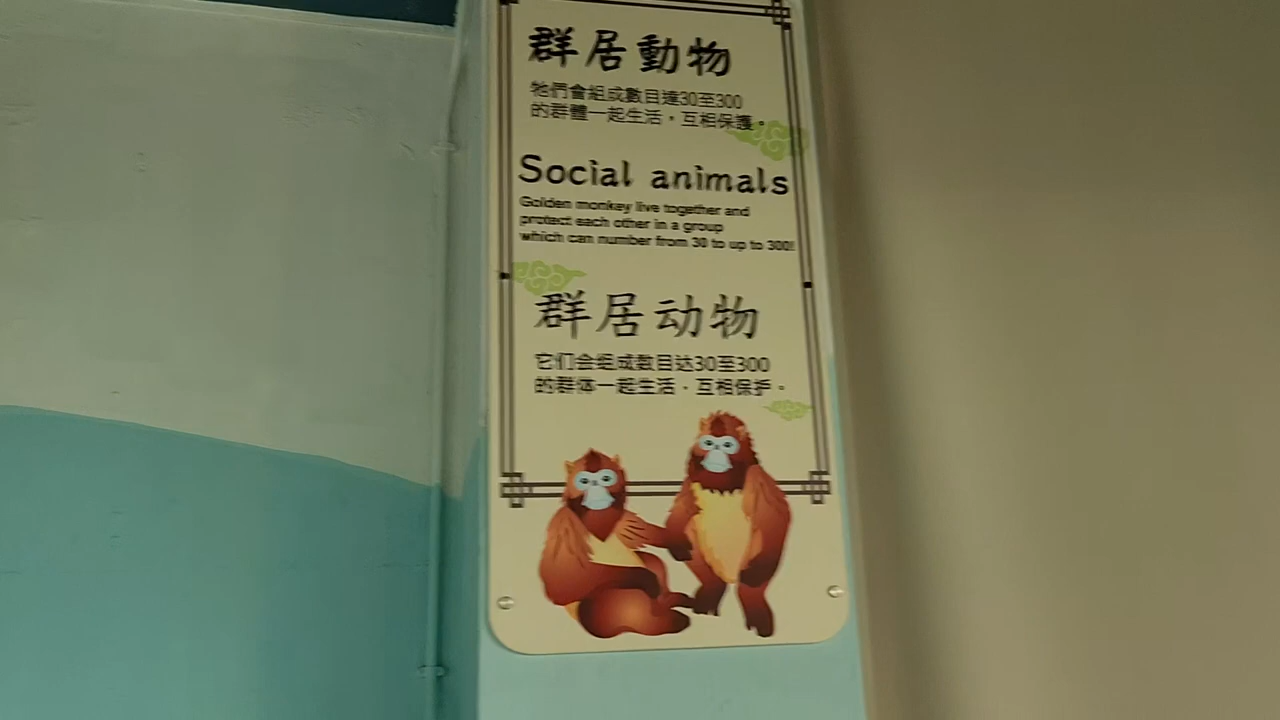 群居動物
牠們會組成數目達30至300
的群體一起生活，互相保護。
Social animals
Golden monkey live together and
protect each other in a group
which can number from 30 to up to 300!
群居动物
它们会组成数目达30至300
的群体一起生活，互相保护。